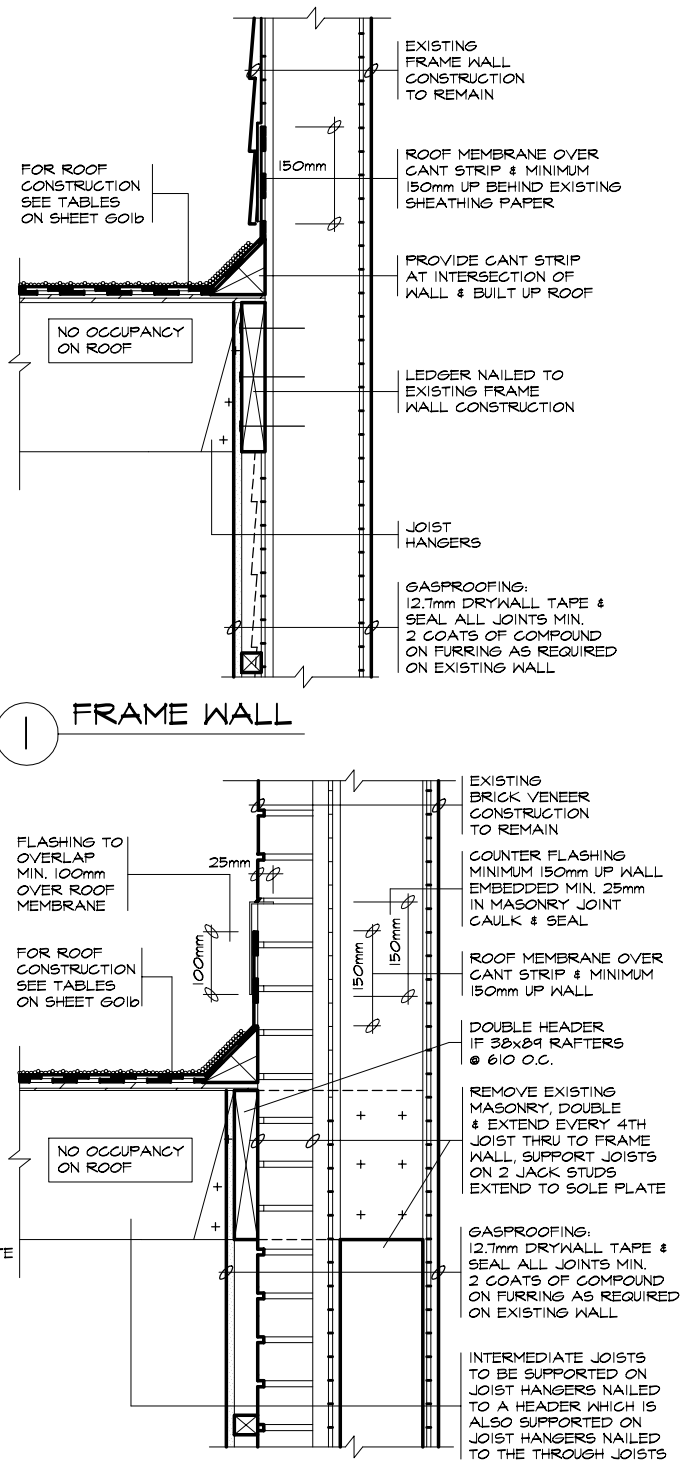 EXISTING
FRAME WALL
CONSTRUCTION
TO REMAIN
150mm
ROOF MEMBRANE OVER
CANT STRIP & MINIMUM
150mm UP BEHIND EXISTING
SHEATHING PAPER
FOR ROOF
CONSTRUCTION
SEE TABLES
ON SHEET G01b
PROVIDE CANT STRIP
AT INTERSECTION OF
WALL & BUILT UP ROOF
NO OCCUPANCY
ON ROOF
LEDGER NAILED TO
EXISTING FRAME
WALL CONSTRUCTION
JOIST
HANGERS
GASPROOFING:
12.7mm DRYWALL TAPE &
SEAL ALL JOINTS MIN.
2 COATS OF COMPOUND
ON FURRING AS REQUIRED
ON EXISTING WALL
1 FRAME WALL
EXISTING
BRICK VENEER
CONSTRUCTION
TO REMAIN
FLASHING TO
OVERLAP
MIN. 100mm
OVER ROOF
MEMBRANE
25mm
COUNTER FLASHING
MINIMUM 150mm UP WALL
EMBEDDED MIN. 25mm
IN MASONRY JOINT
CAULK & SEAL
100mm
150mm
150mm
FOR ROOF
CONSTRUCTION
SEE TABLES
ON SHEET G01b
ROOF MEMBRANE OVER
CANT STRIP & MINIMUM
150mm UP WALL
DOUBLE HEADER
IF 38x89 RAFTERS
@ 610 O.C.
REMOVE EXISTING
MASONRY, DOUBLE
& EXTEND EVERY 4TH
JOIST THRU TO FRAME
WALL, SUPPORT JOISTS
ON 2 JACK STUDS
EXTEND TO SOLE PLATE
NO OCCUPANCY
ON ROOF
E
GASPROOFING:
12.7mm DRYWALL TAPE &
SEAL ALL JOINTS MIN.
2 COATS OF COMPOUND
ON FURRING AS REQUIRED
ON EXISTING WALL
INTERMEDIATE JOISTS
TO BE SUPPORTED ON
JOIST HANGERS NAILED
TO A HEADER WHICH IS
ALSO SUPPORTED ON
JOIST HANGERS NAILED
TO THE THROUGH JOISTS